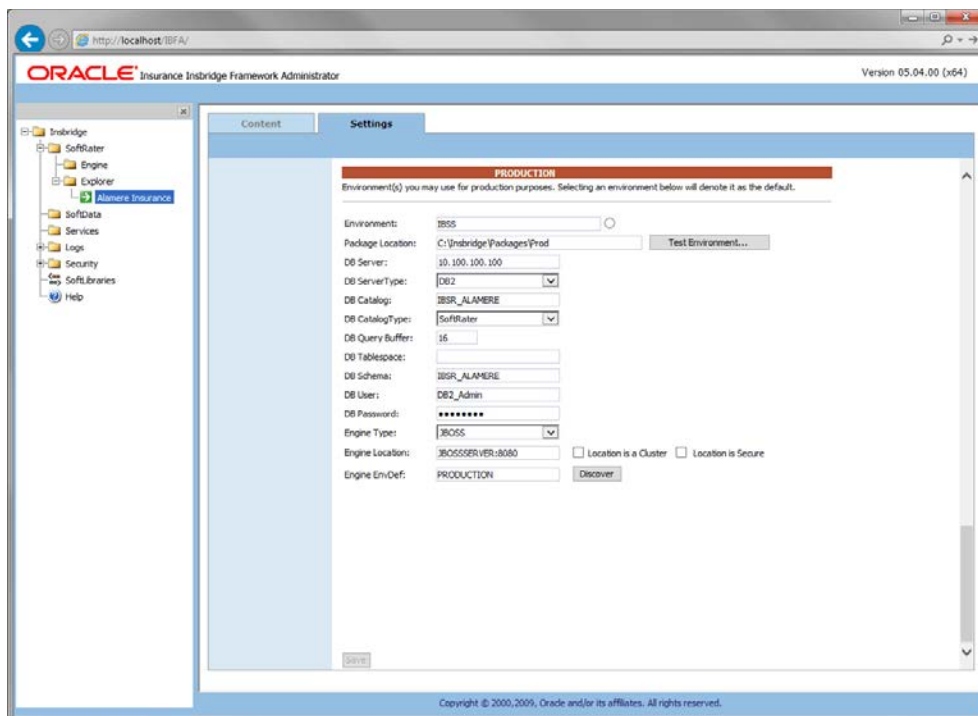 http://localhost/IBFA/
ORACLE Insurance Insbridge Framework Administrator
Version 05.04.00 (x64)
Insbridge
SoftRater
Engine
Explorer
Alamere Insurance
SoftData
Services
Logs
Security
SoftLibraries
Help
Content
Settings
PRODUCTION
Environment(s) you may use for production purposes. Selecting an environment below will denote it as the default.
Environment: IBSS
Package Location: C:\Insbridge\Packages\Prod Test Environment...
DB Server: 10.100.100.100
DB ServerType: DB2
DB Catalog: IBSR_ALAMERE
DB CatalogType: SoftRater
DB Query Buffer: 16
DB Tablespace:
DB Schema: IBSR_ALAMERE
DB User: DB2_Admin
DB Password: ••••••••
Engine Type: JBOSS
Engine Location: JBOSSSERVER:8080 Location is a Cluster Location is Secure
Engine EnvDef: PRODUCTION Discover
Save
Copyright © 2000,2009, Oracle and/or its affiliates. All rights reserved.